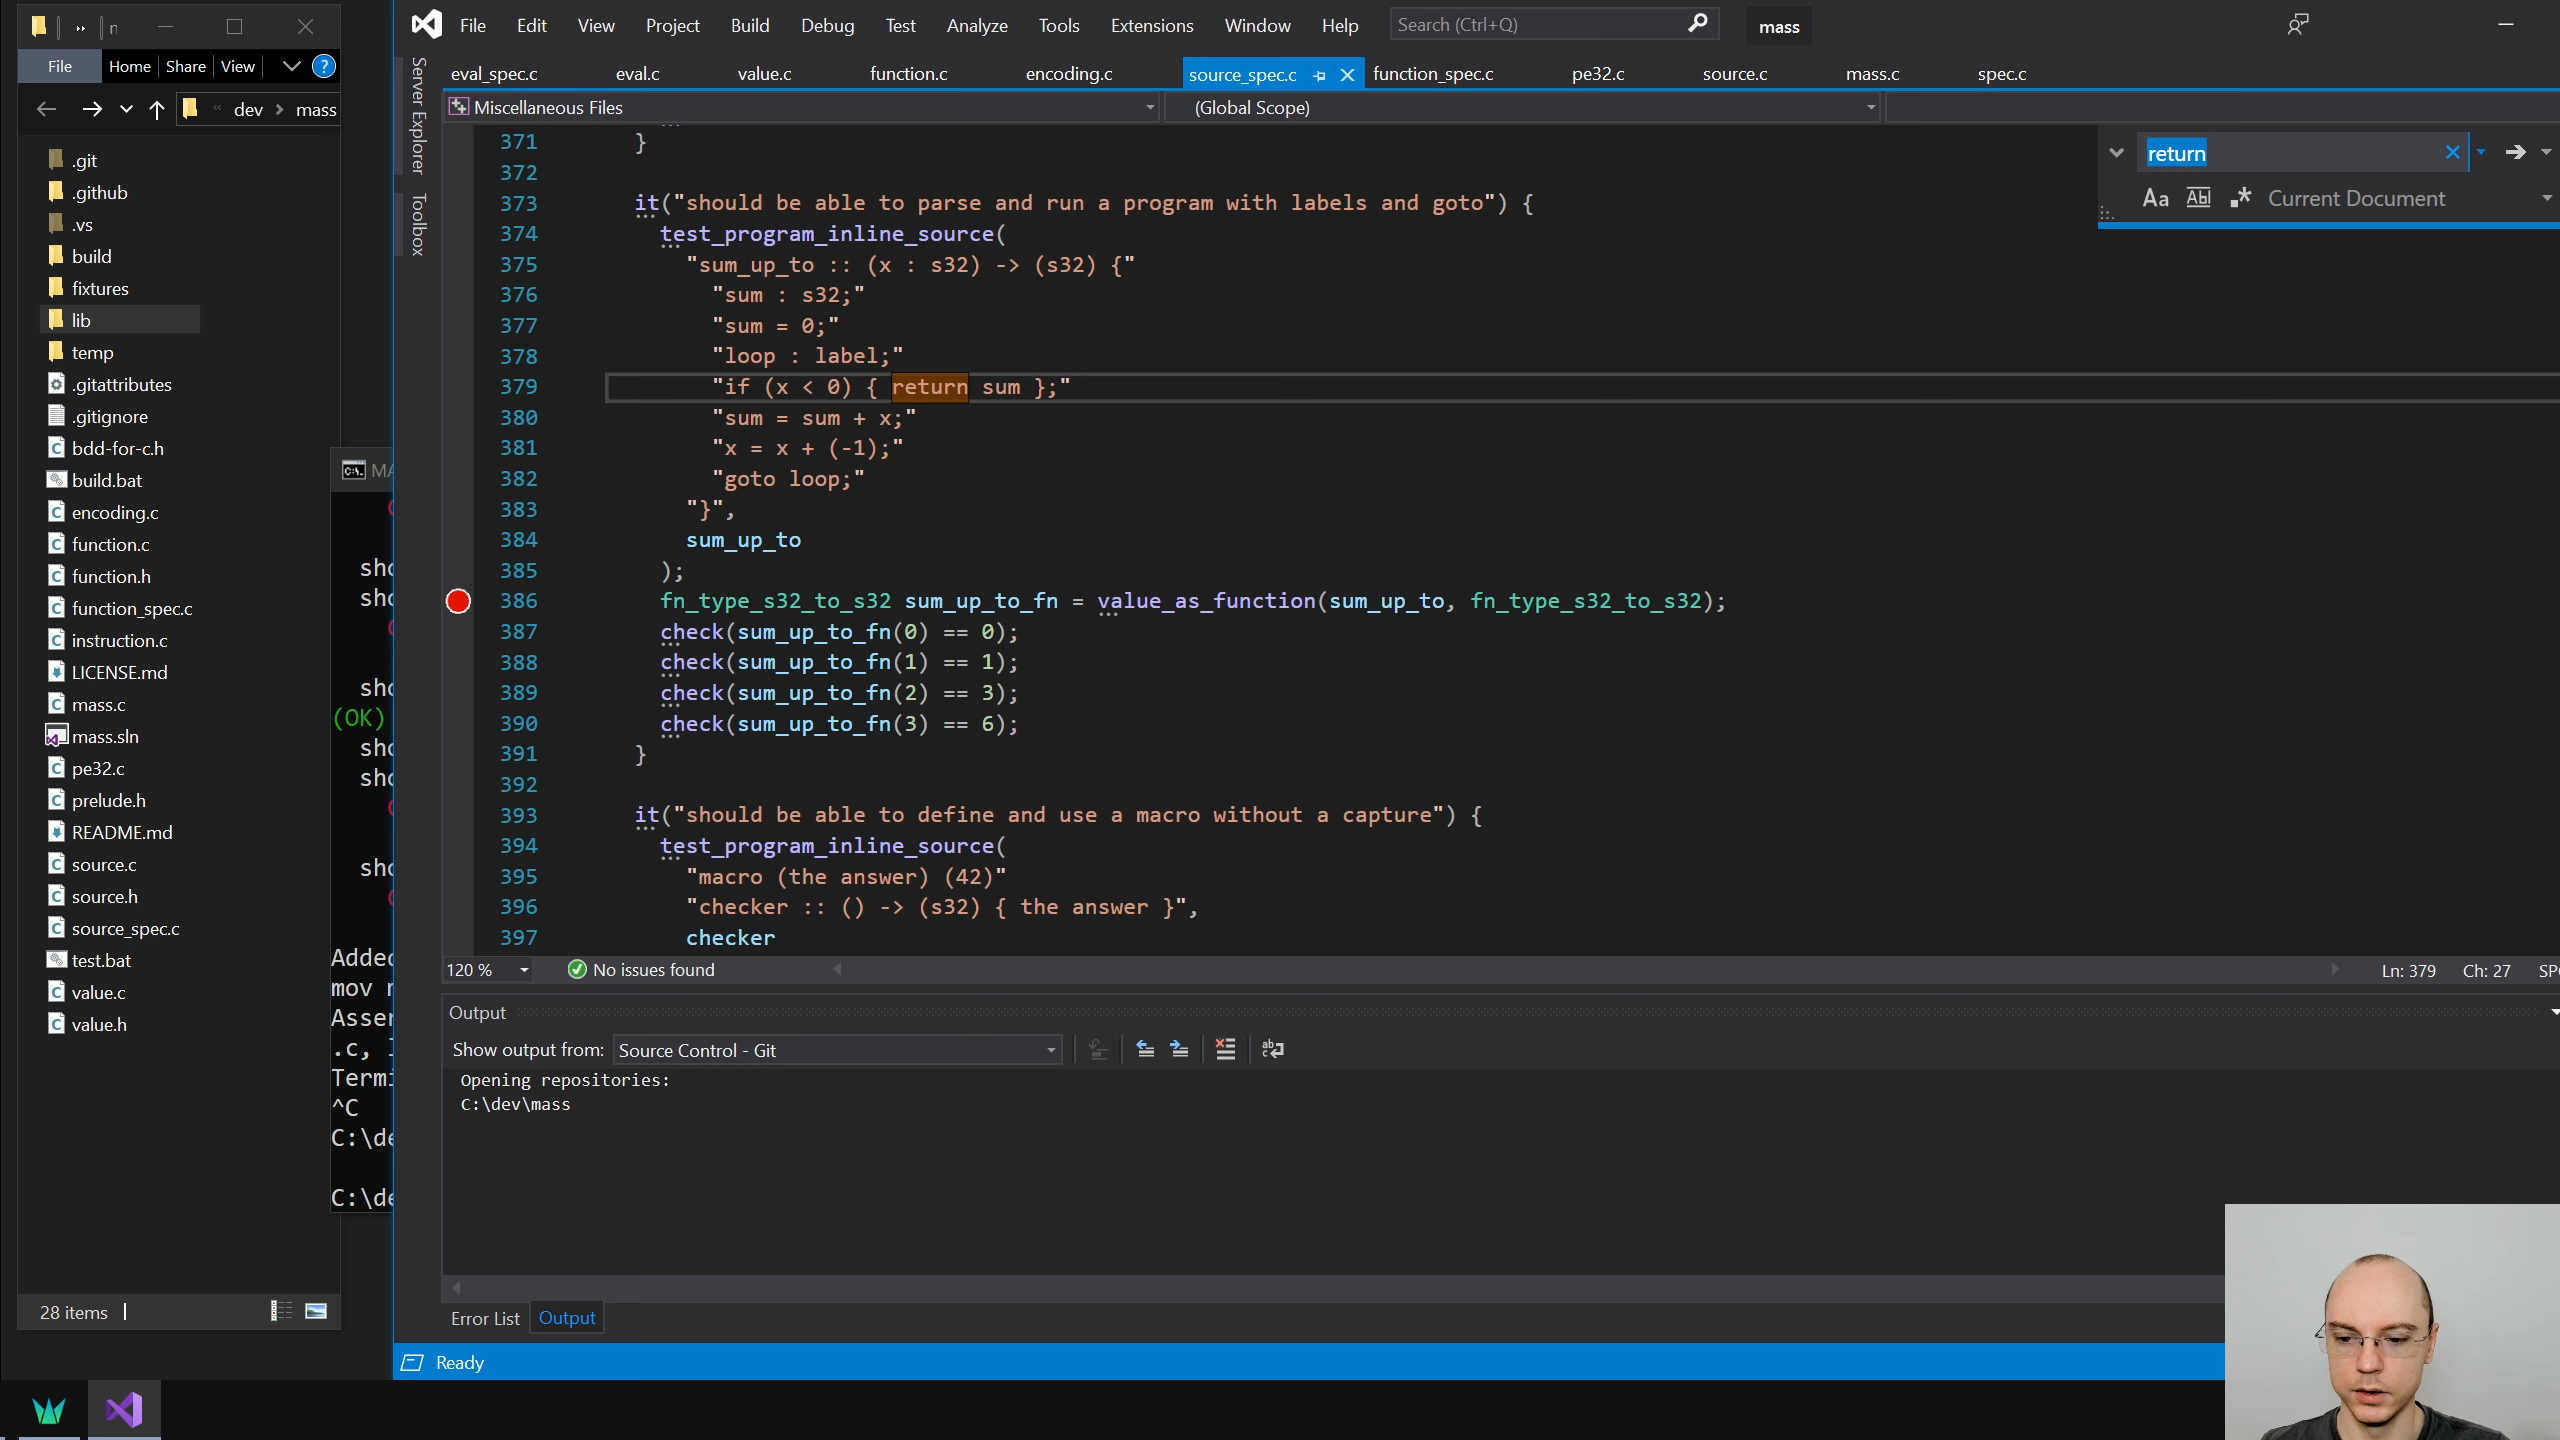 File Edit View Project Build Debug Test Analyze Tools Extensions Window Help Search (Ctrl+Q) mass
File Home Share View ?
dev mass
eval_spec.c eval.c value.c function.c encoding.c source_spec.c function_spec.c pe32.c source.c mass.c spec.c
Server Explorer
Toolbox
Miscellaneous Files (Global Scope)
return
Aa Abl Current Document
.git
.github
.vs
build
fixtures
lib
temp
.gitattributes
.gitignore
bdd-for-c.h
build.bat
encoding.c
function.c
function.h
function_spec.c
instruction.c
LICENSE.md
mass.c
mass.sln
pe32.c
prelude.h
README.md
source.c
source.h
source_spec.c
test.bat
value.c
value.h
28 items
MA
sho
sho
sho
(OK)
sho
sho
sho
Added
mov r
Asser
.c, l
Termi
^C
C:\de
C:\de
371 }
372
373 it("should be able to parse and run a program with labels and goto") {
374 test_program_inline_source(
375 "sum_up_to :: (x : s32) -> (s32) {"
376 "sum : s32;"
377 "sum = 0;"
378 "loop : label;"
379 "if (x < 0) { return sum };"
380 "sum = sum + x;"
381 "x = x + (-1);"
382 "goto loop;"
383 "}",
384 sum_up_to
385 );
386 fn_type_s32_to_s32 sum_up_to_fn = value_as_function(sum_up_to, fn_type_s32_to_s32);
387 check(sum_up_to_fn(0) == 0);
388 check(sum_up_to_fn(1) == 1);
389 check(sum_up_to_fn(2) == 3);
390 check(sum_up_to_fn(3) == 6);
391 }
392
393 it("should be able to define and use a macro without a capture") {
394 test_program_inline_source(
395 "macro (the answer) (42)"
396 "checker :: () -> (s32) { the answer }",
397 checker
120 % No issues found Ln: 379 Ch: 27
Output
Show output from: Source Control - Git
Opening repositories:
C:\dev\mass
Error List Output
Ready